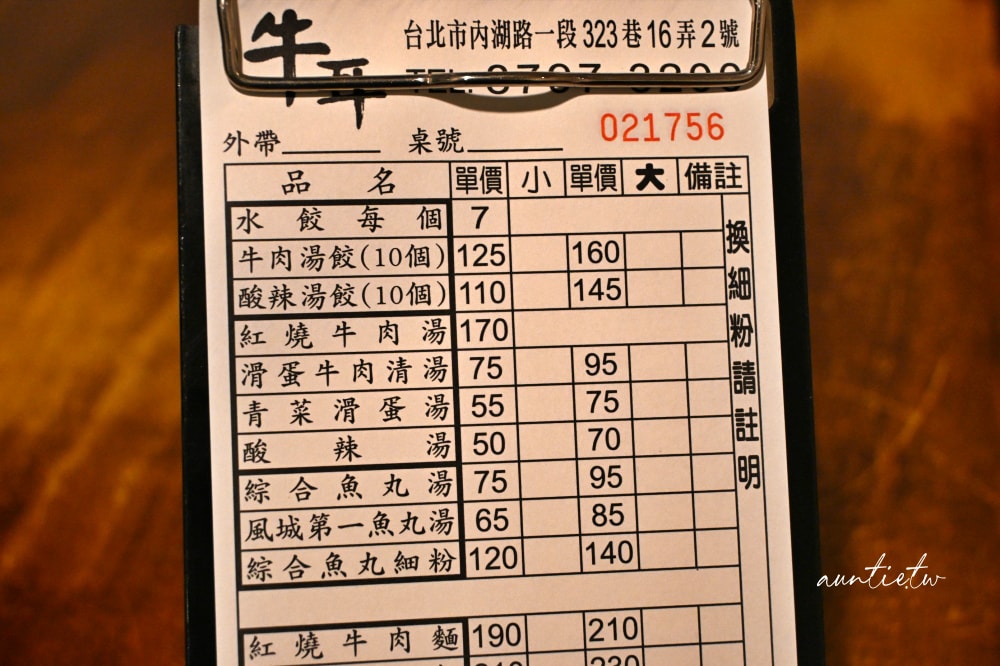 牛耳
台北市內湖路一段323巷16弄2號
TEL:
021756
外帶 桌號
品名 單價 小 單價 大 備註
水餃每個 7
牛肉湯餃(10個) 125 160
酸辣湯餃(10個) 110 145
紅燒牛肉湯 170
滑蛋牛肉清湯 75 95
青菜滑蛋湯 55 75
酸辣湯 50 70
綜合魚丸湯 75 95
風城第一魚丸湯 65 85
綜合魚丸細粉 120 140
換細粉請註明
紅燒牛肉麵 190 210
auntie.tw